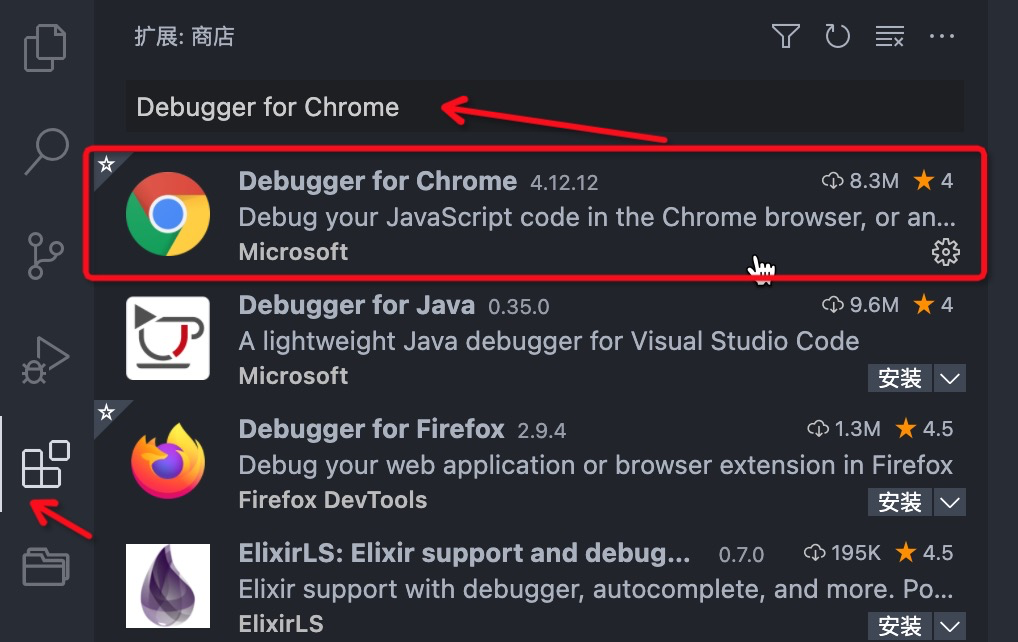 扩展: 商店
Debugger for Chrome
Debugger for Chrome 4.12.12 8.3M 4
Debug your JavaScript code in the Chrome browser, or an...
Microsoft
Debugger for Java 0.35.0 9.6M 4
A lightweight Java debugger for Visual Studio Code
Microsoft 安装
Debugger for Firefox 2.9.4 1.3M 4.5
Debug your web application or browser extension in Firefox
Firefox DevTools 安装
ElixirLS: Elixir support and debug... 0.7.0 195K 4.5
Elixir support with debugger, autocomplete, and more. Po...
ElixirLS 安装